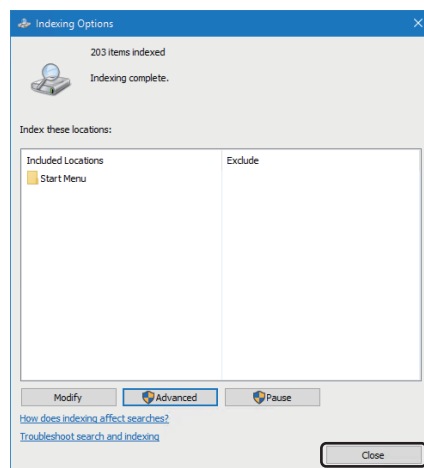 Indexing Options
203 items indexed
Indexing complete.
Index these locations:
Included Locations Exclude
Start Menu
Modify Advanced Pause
How does indexing affect searches?
Troubleshoot search and indexing
Close